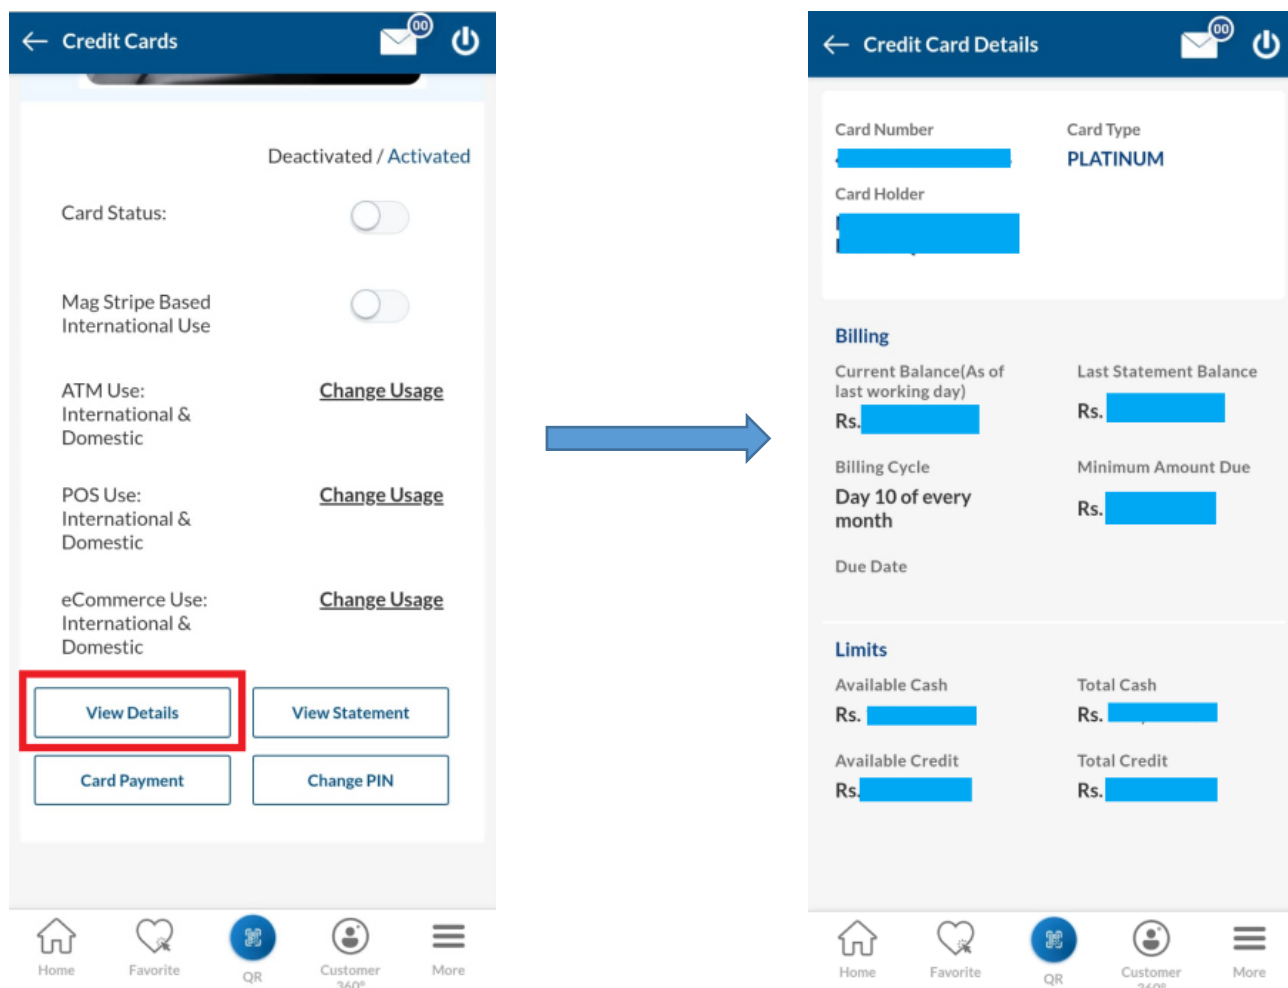 Credit Cards
00
Deactivated / Activated
Card Status:
Mag Stripe Based
International Use
ATM Use:
International &
Domestic
Change Usage
POS Use:
International &
Domestic
Change Usage
eCommerce Use:
International &
Domestic
Change Usage
View Details
View Statement
Card Payment
Change PIN
Home
Favorite
QR
Customer
360°
More
Credit Card Details
00
Card Number
Card Type
PLATINUM
Card Holder
Billing
Current Balance(As of
last working day)
Rs.
Last Statement Balance
Rs.
Billing Cycle
Day 10 of every
month
Minimum Amount Due
Rs.
Due Date
Limits
Available Cash
Rs.
Total Cash
Rs.
Available Credit
Rs.
Total Credit
Rs.
Home
Favorite
QR
Customer
360°
More